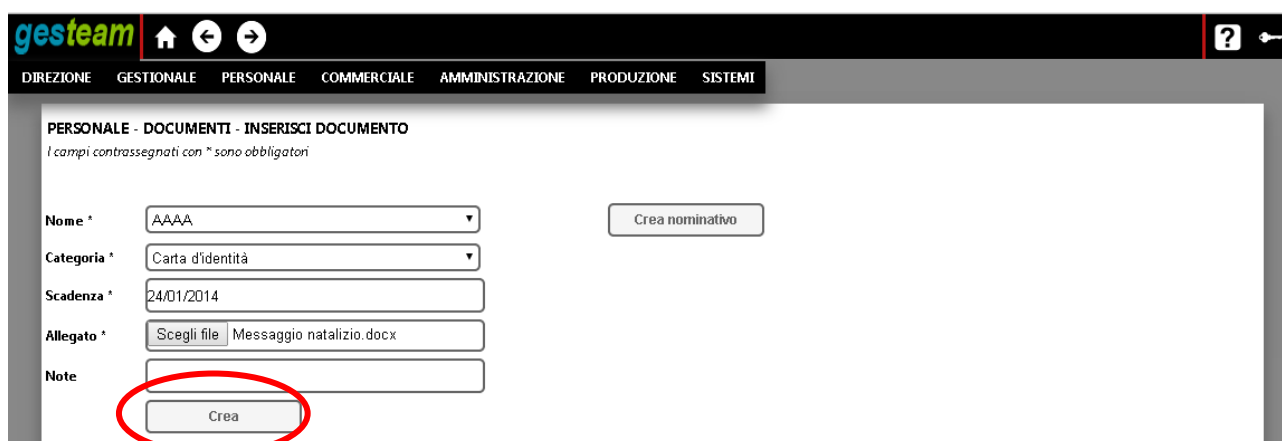 gesteam ?
DIREZIONE GESTIONALE PERSONALE COMMERCIALE AMMINISTRAZIONE PRODUZIONE SISTEMI
PERSONALE - DOCUMENTI - INSERISCI DOCUMENTO
I campi contrassegnati con * sono obbligatori
Nome * AAAA Crea nominativo
Categoria * Carta d'identità
Scadenza * 24/01/2014
Allegato * Scegli file Messaggio natalizio.docx
Note
Crea